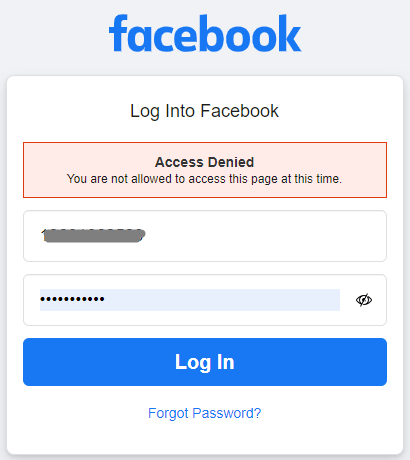 facebook
Log Into Facebook
Access Denied
You are not allowed to access this page at this time.
•••••••••••
Log In
Forgot Password?